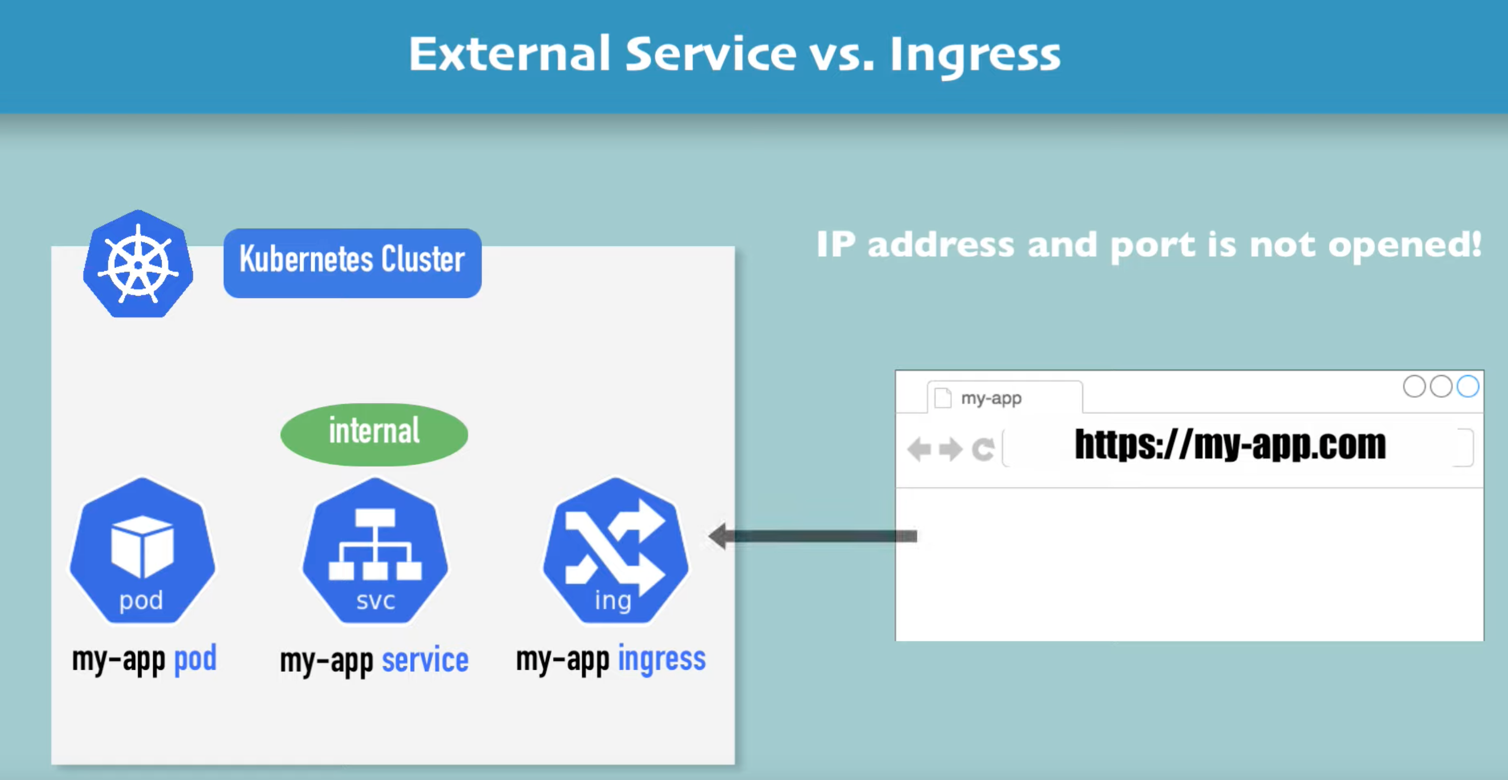 External Service vs. Ingress
Kubernetes Cluster
IP address and port is not opened!
my-app
https://my-app.com
internal
pod
svc
ing
my-app pod
my-app service
my-app ingress